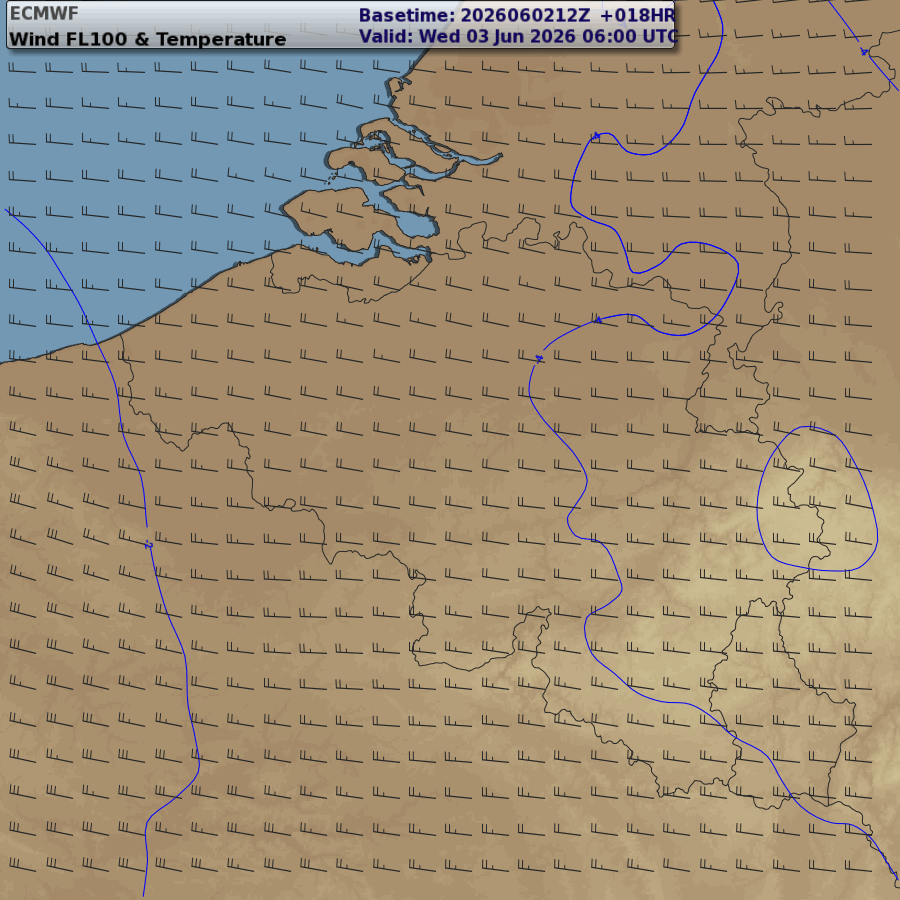 ECMWF
Basetime: 2026060212Z +018HR
Wind FL100 & Temperature
Valid: Wed 03 Jun 2026 06:00 UTC